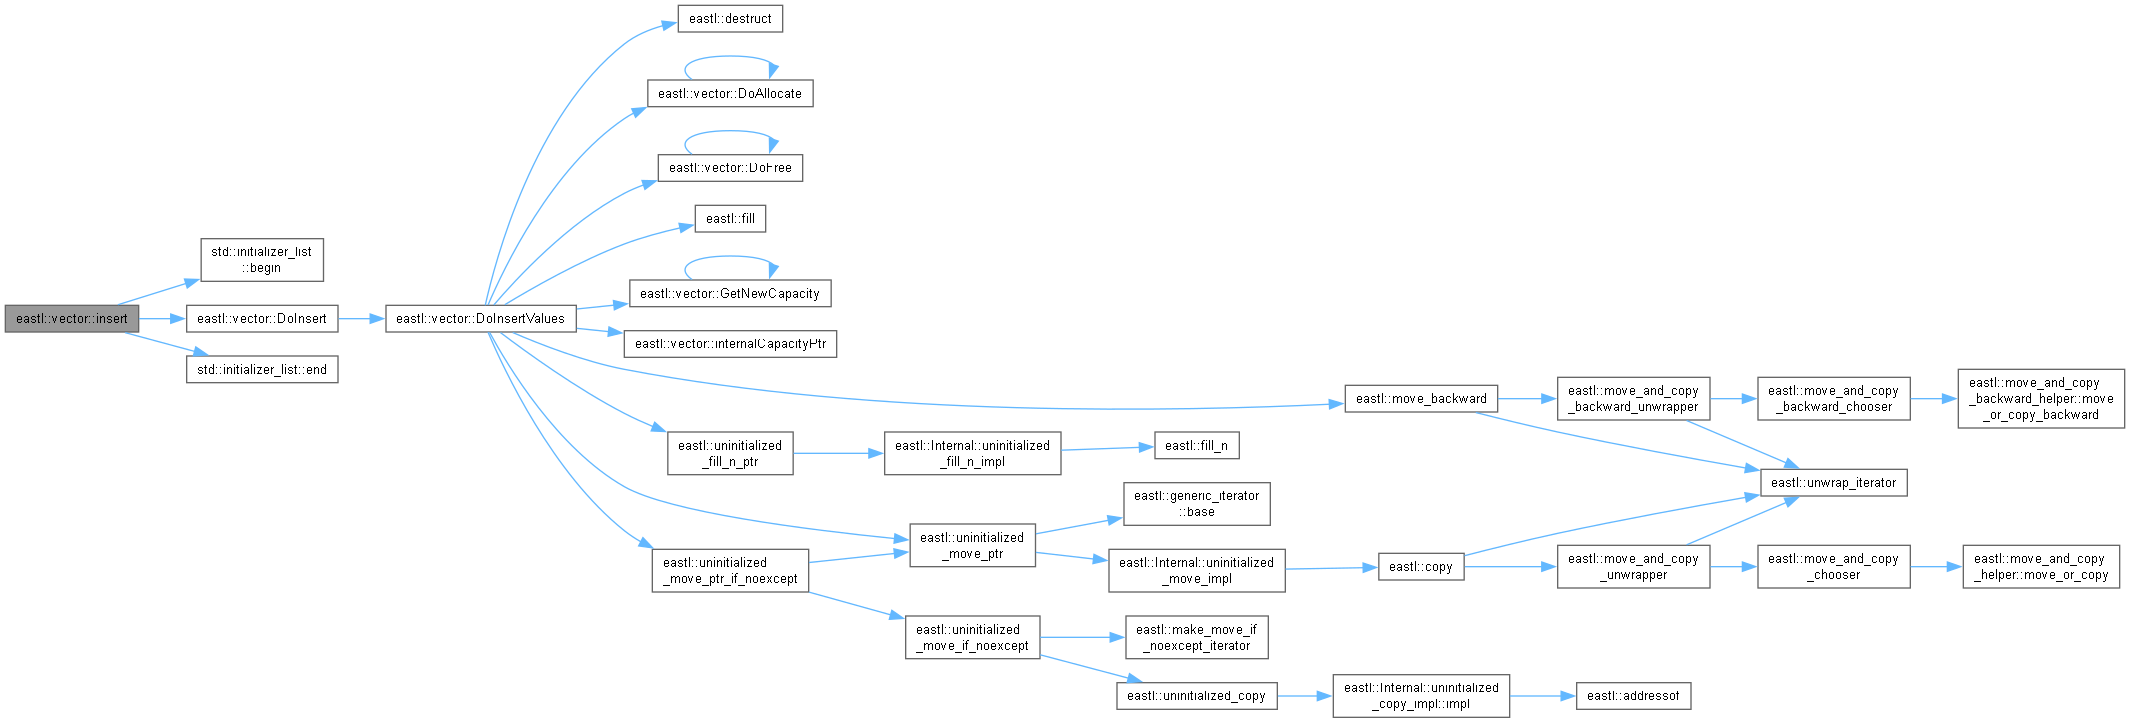 eastl::vector::insert
std::initializer_list
::begin
eastl::vector::DoInsert
std::initializer_list::end
eastl::vector::DoInsertValues
eastl::destruct
eastl::vector::DoAllocate
eastl::vector::DoFree
eastl::fill
eastl::vector::GetNewCapacity
eastl::vector::internalCapacityPtr
eastl::move_backward
eastl::move_and_copy
_backward_unwrapper
eastl::move_and_copy
_backward_chooser
eastl::move_and_copy
_backward_helper::move
_or_copy_backward
eastl::unwrap_iterator
eastl::uninitialized
_fill_n_ptr
eastl::Internal::uninitialized
_fill_n_impl
eastl::fill_n
eastl::uninitialized
_move_ptr
eastl::generic_iterator
::base
eastl::Internal::uninitialized
_move_impl
eastl::copy
eastl::move_and_copy
_unwrapper
eastl::move_and_copy
_chooser
eastl::move_and_copy
_helper::move_or_copy
eastl::uninitialized
_move_ptr_if_noexcept
eastl::uninitialized
_move_if_noexcept
eastl::make_move_if
_noexcept_iterator
eastl::uninitialized_copy
eastl::Internal::uninitialized
_copy_impl::impl
eastl::addressof